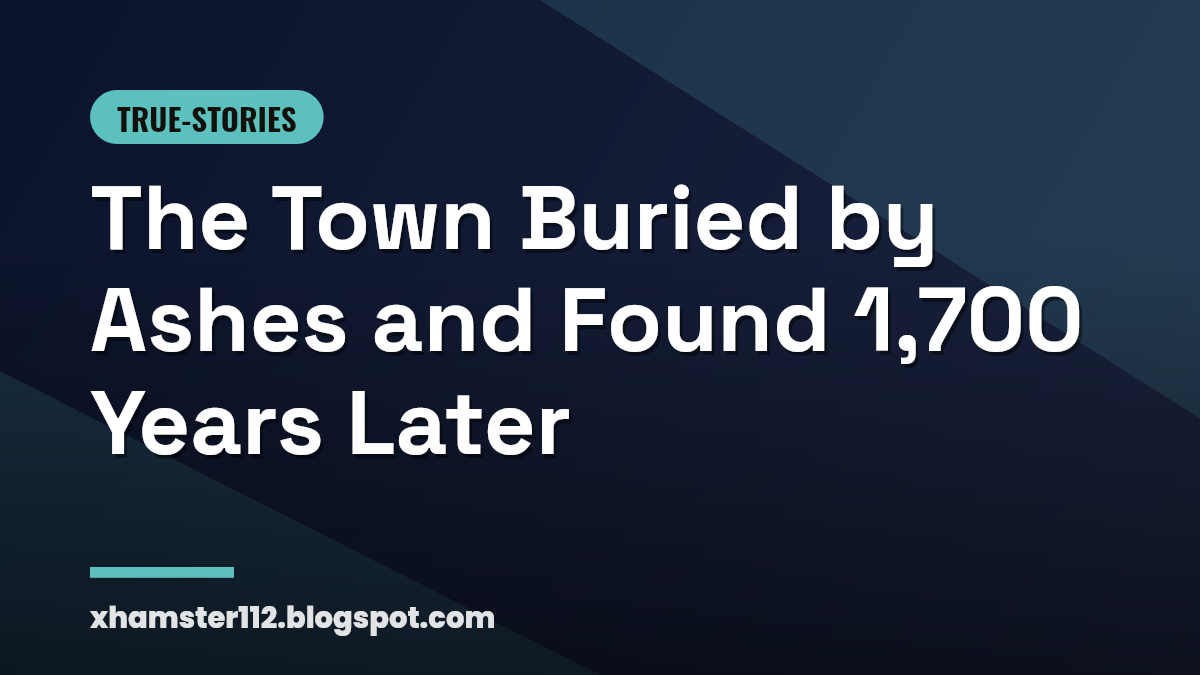 TRUE-STORIES
The Town Buried by
Ashes and Found 1,700
Years Later
xhamster112.blogspot.com